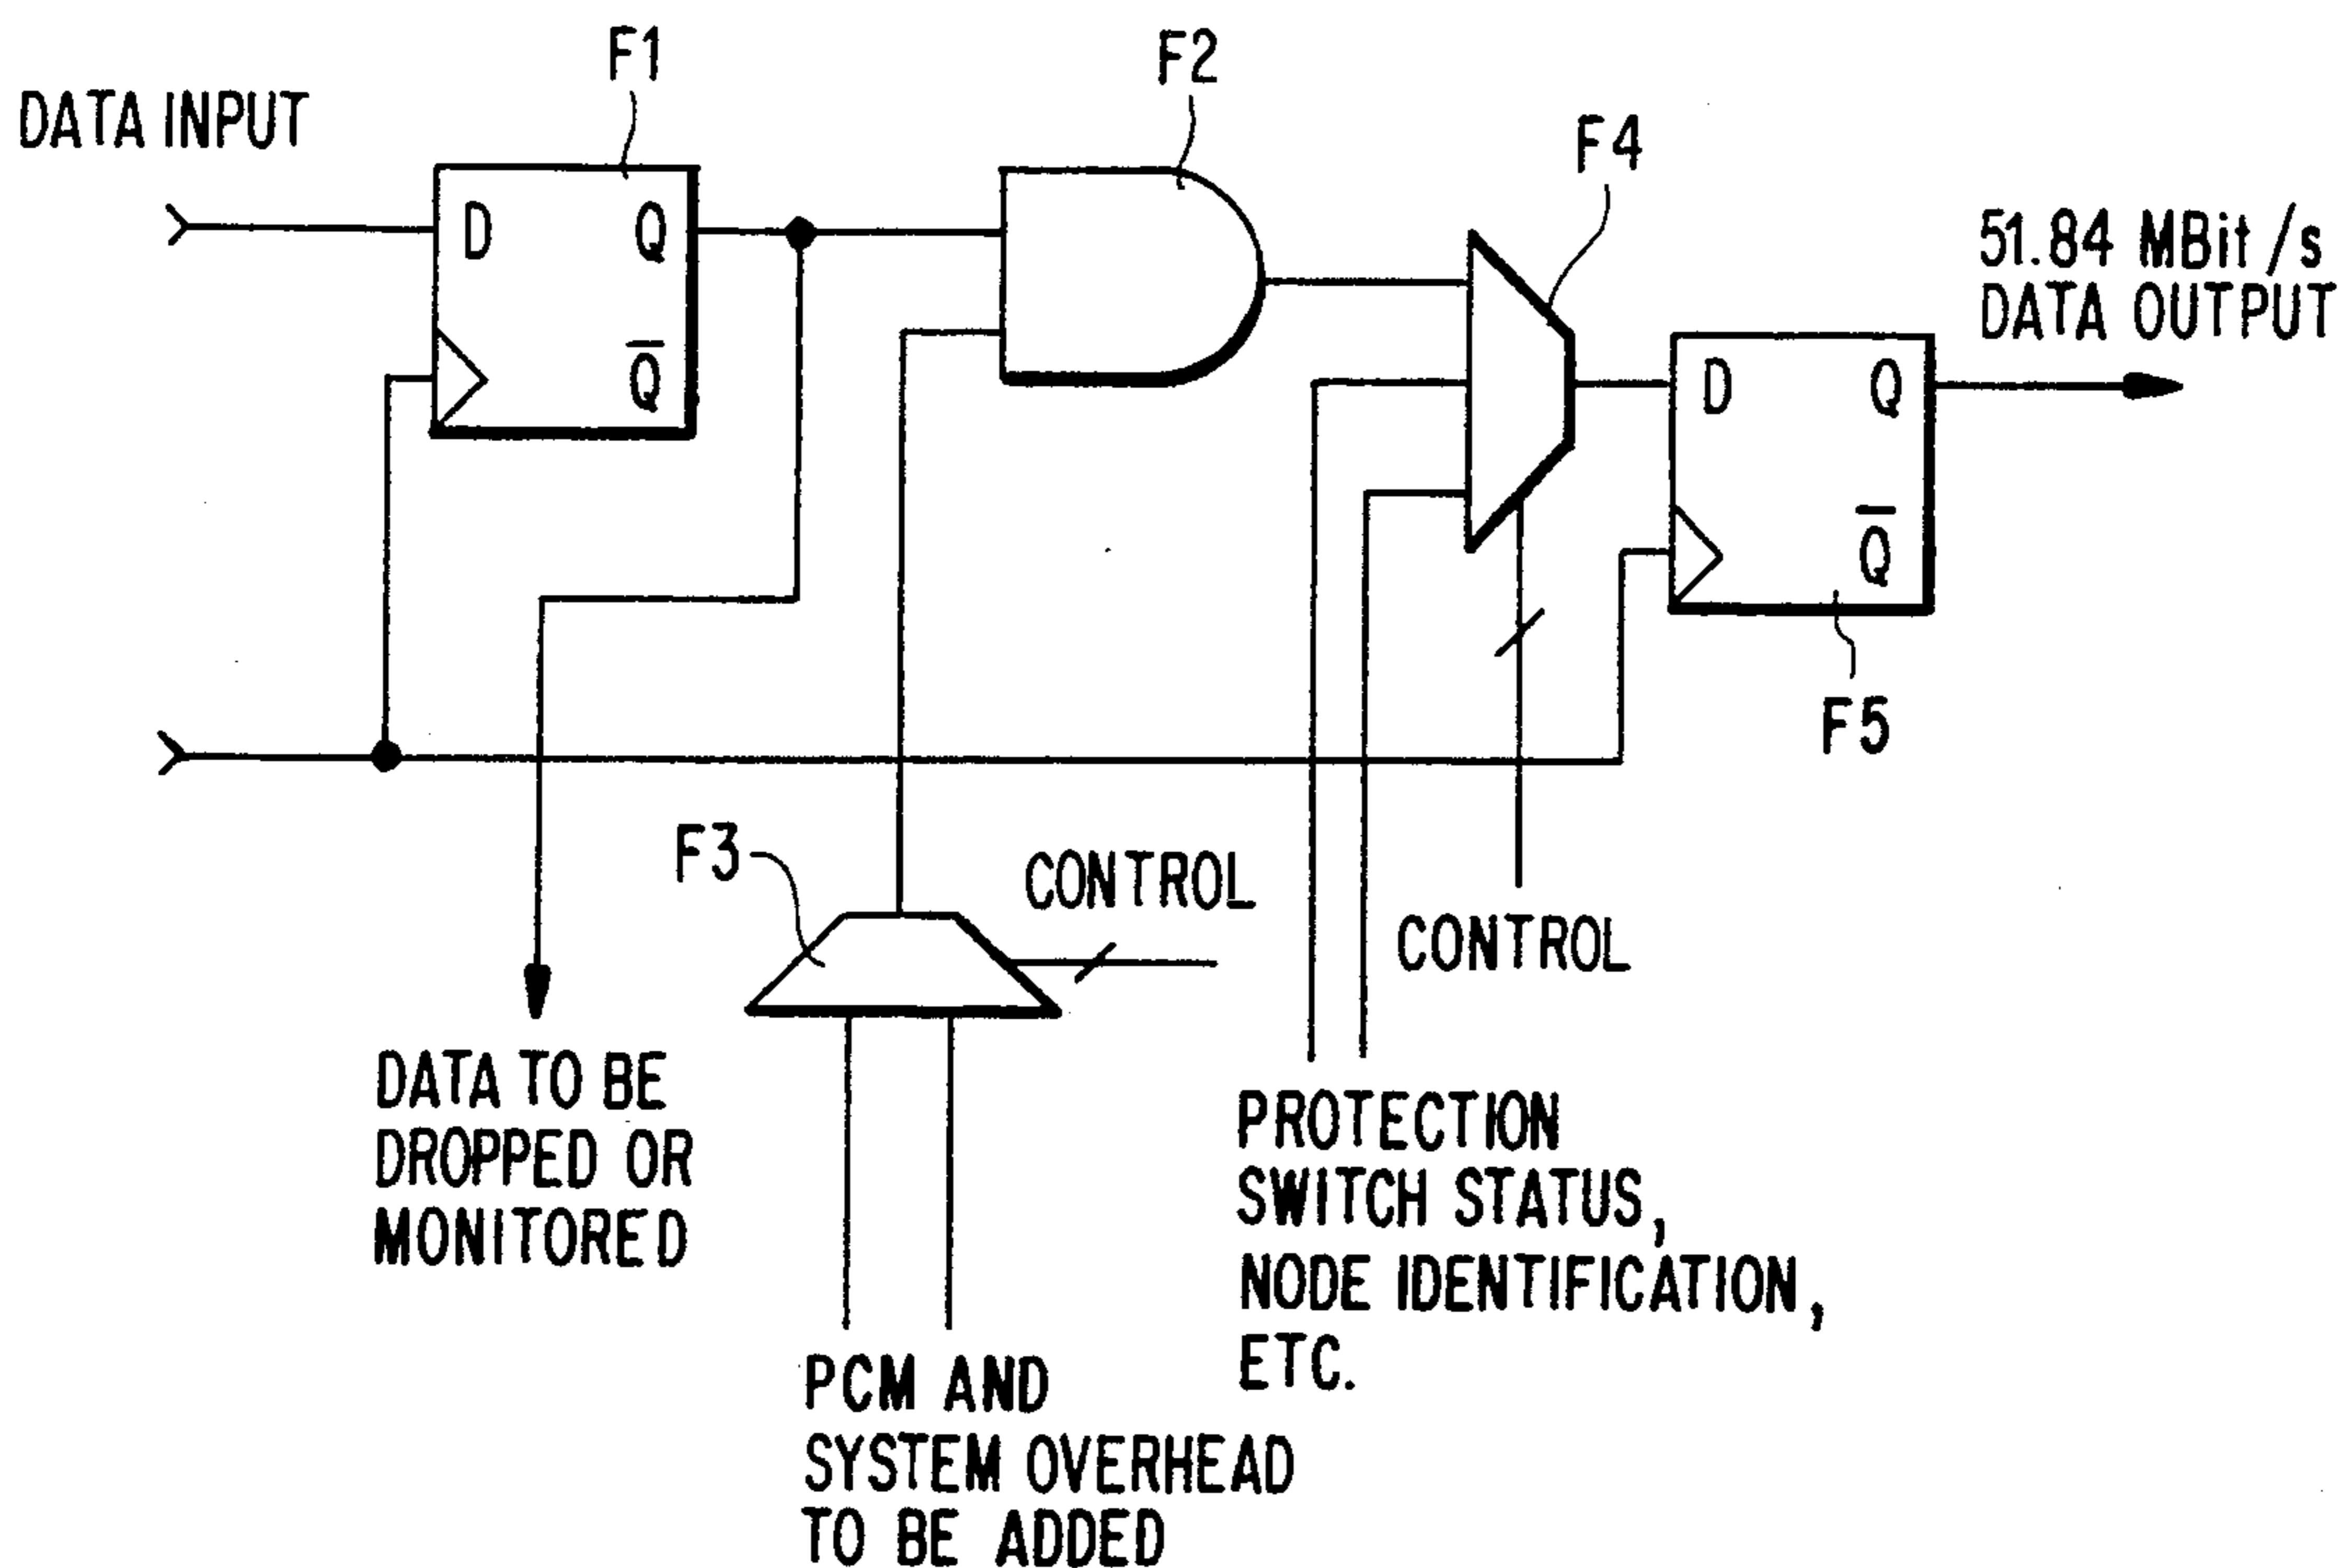 F1
F2
DATA INPUT
F4
D
Q
Q
51.84 MBit/s
DATA OUTPUT
D
Q
Q
F5
F3
CONTROL
CONTROL
DATA TO BE
DROPPED OR
MONITORED
PROTECTION
SWITCH STATUS,
NODE IDENTIFICATION,
ETC.
PCM AND
SYSTEM OVERHEAD
TO BE ADDED